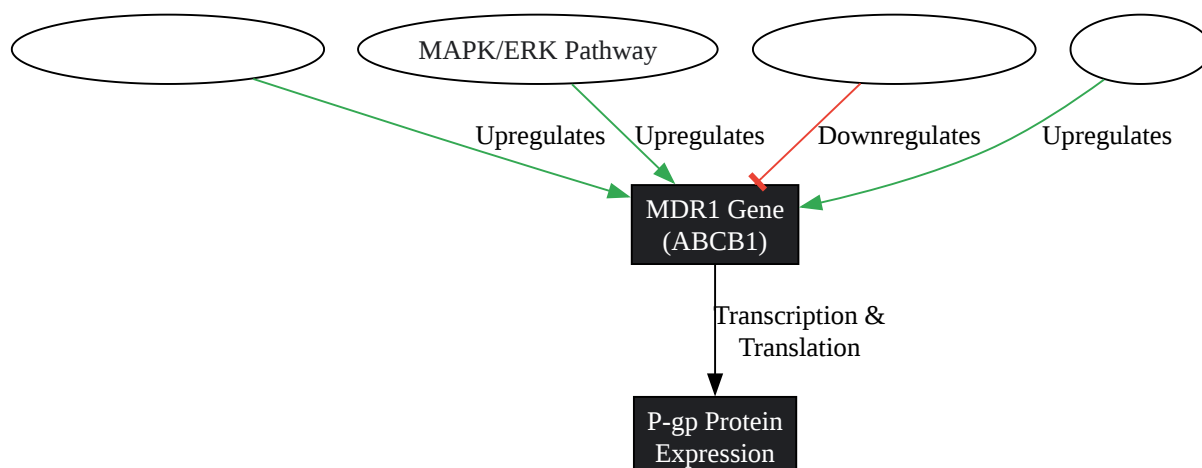 MAPK/ERK Pathway
Upregulates
Upregulates
Downregulates
Upregulates
MDR1 Gene
(ABCB1)
Transcription &
Translation
P-gp Protein
Expression